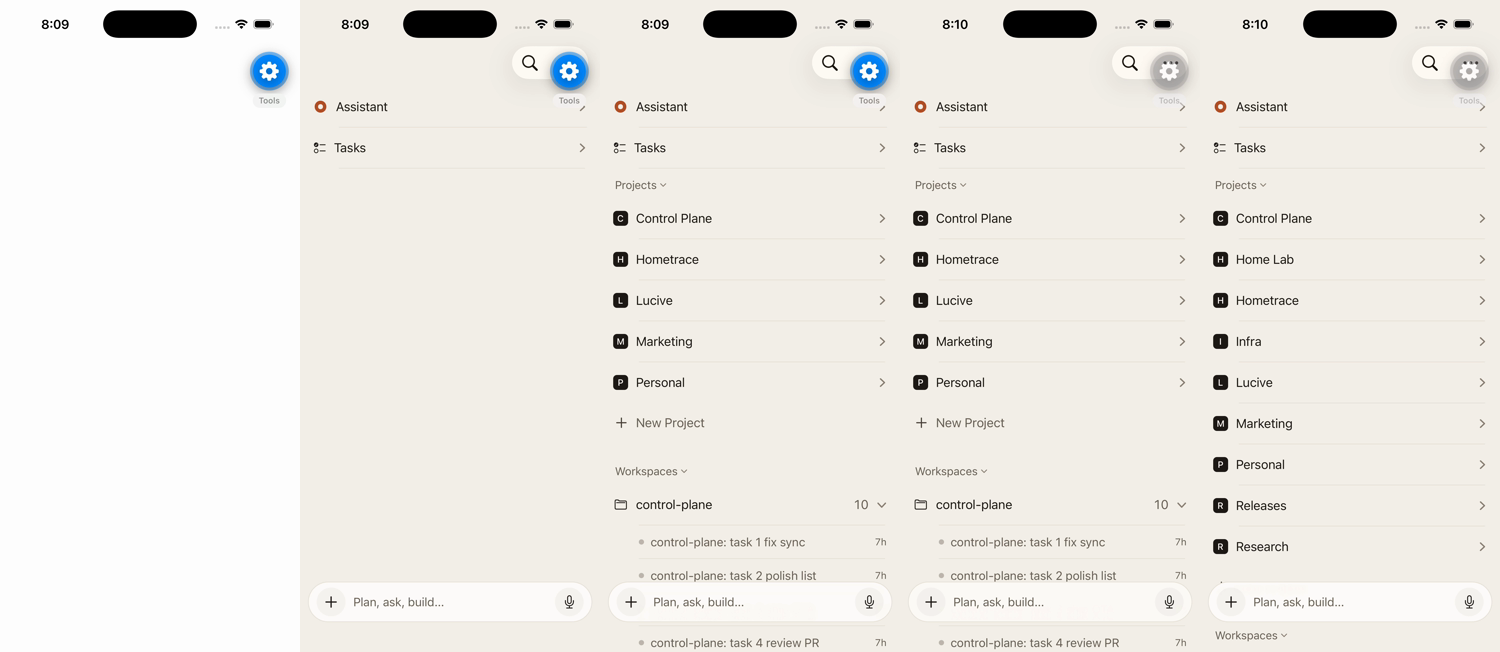 8:09
Tools
8:09
Tools
Assistant
Tasks
Plan, ask, build...
8:09
Tools
Assistant
Tasks
Projects
C Control Plane
H Hometrace
L Lucive
M Marketing
P Personal
New Project
Workspaces
control-plane 10
control-plane: task 1 fix sync 7h
control-plane: task 2 polish list 7h
Plan, ask, build...
control-plane: task 4 review PR 7h
8:10
Tools
Assistant
Tasks
Projects
C Control Plane
H Hometrace
L Lucive
M Marketing
P Personal
New Project
Workspaces
control-plane 10
control-plane: task 1 fix sync 7h
control-plane: task 2 polish list 7h
Plan, ask, build...
control-plane: task 4 review PR 7h
8:10
Tools
Assistant
Tasks
Projects
C Control Plane
H Home Lab
H Hometrace
I Infra
L Lucive
M Marketing
P Personal
R Releases
R Research
Plan, ask, build...
Workspaces